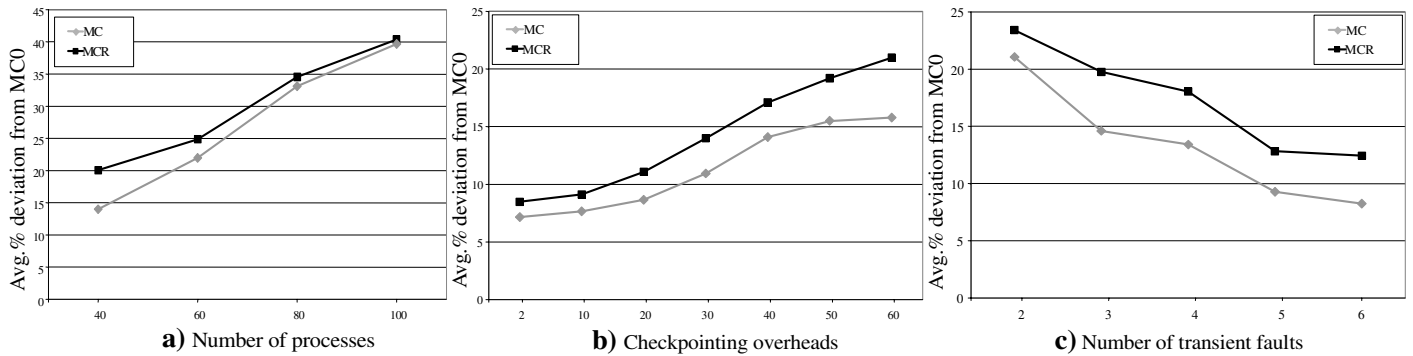 Avg.% deviation from MC0
45
40
35
30
25
20
15
10
5
0
MC
MCR
40 60 80 100
a) Number of processes
Avg.% deviation from MC0
25
20
15
10
5
0
MC
MCR
2 10 20 30 40 50 60
b) Checkpointing overheads
Avg.% deviation from MC0
25
20
15
10
5
0
MC
MCR
2 3 4 5 6
c) Number of transient faults